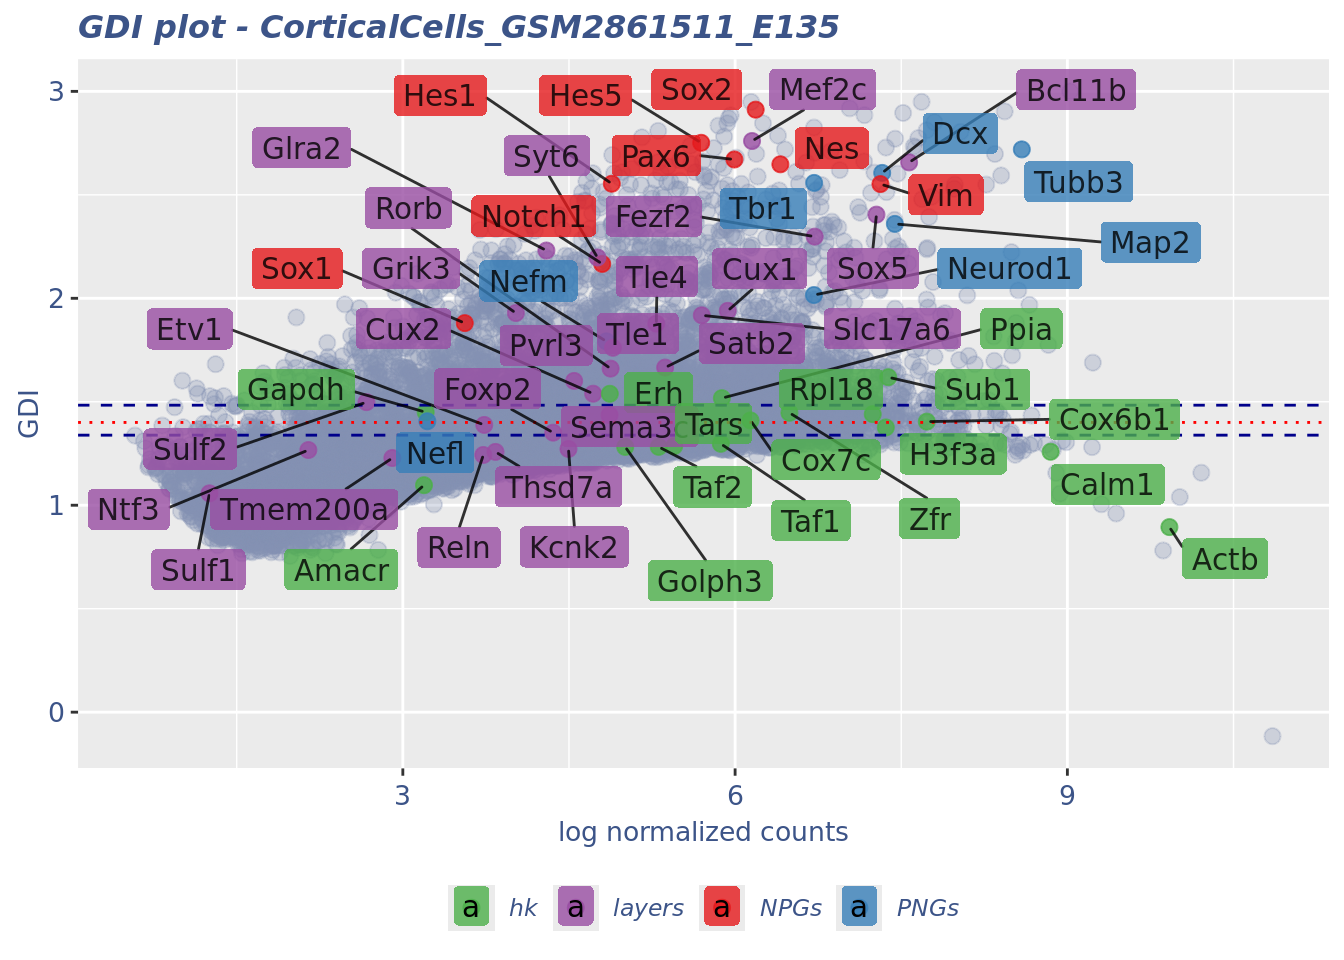 GDI plot - CorticalCells_GSM2861511_E135
3
Hes1
Hes5
Sox2
Mef2c
Bcl11b
Glra2
Syt6
Pax6
Nes
Dcx
Tubb3
Rorb
Notch1
Fezf2
Tbr1
Vim
Map2
Sox1
Grik3
Nefm
Tle4
Cux1
Sox5
Neurod1
2
Etv1
Cux2
Pvrl3
Tle1
Satb2
Slc17a6
Ppia
Gapdh
Foxp2
Erh
Rpl18
Sub1
GDI
Sulf2
Nefl
Sema3c
Tars
Cox7c
H3f3a
Cox6b1
Ntf3
Tmem200a
Thsd7a
Taf2
Taf1
Zfr
Calm1
1
Sulf1
Amacr
Reln
Kcnk2
Golph3
Actb
0
3
6
9
log normalized counts
a hk a layers a NPGs a PNGs